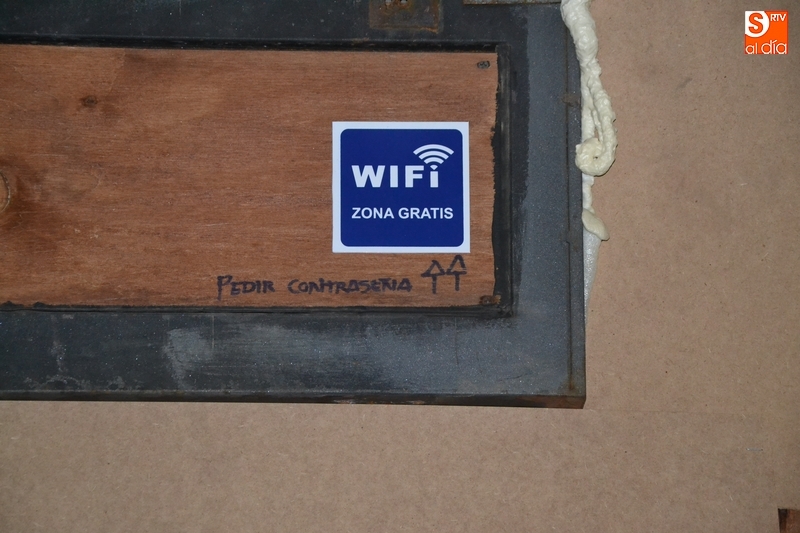 S RTV
al día
WIFi
ZONA GRATIS
PEDIR CONTRASEÑA